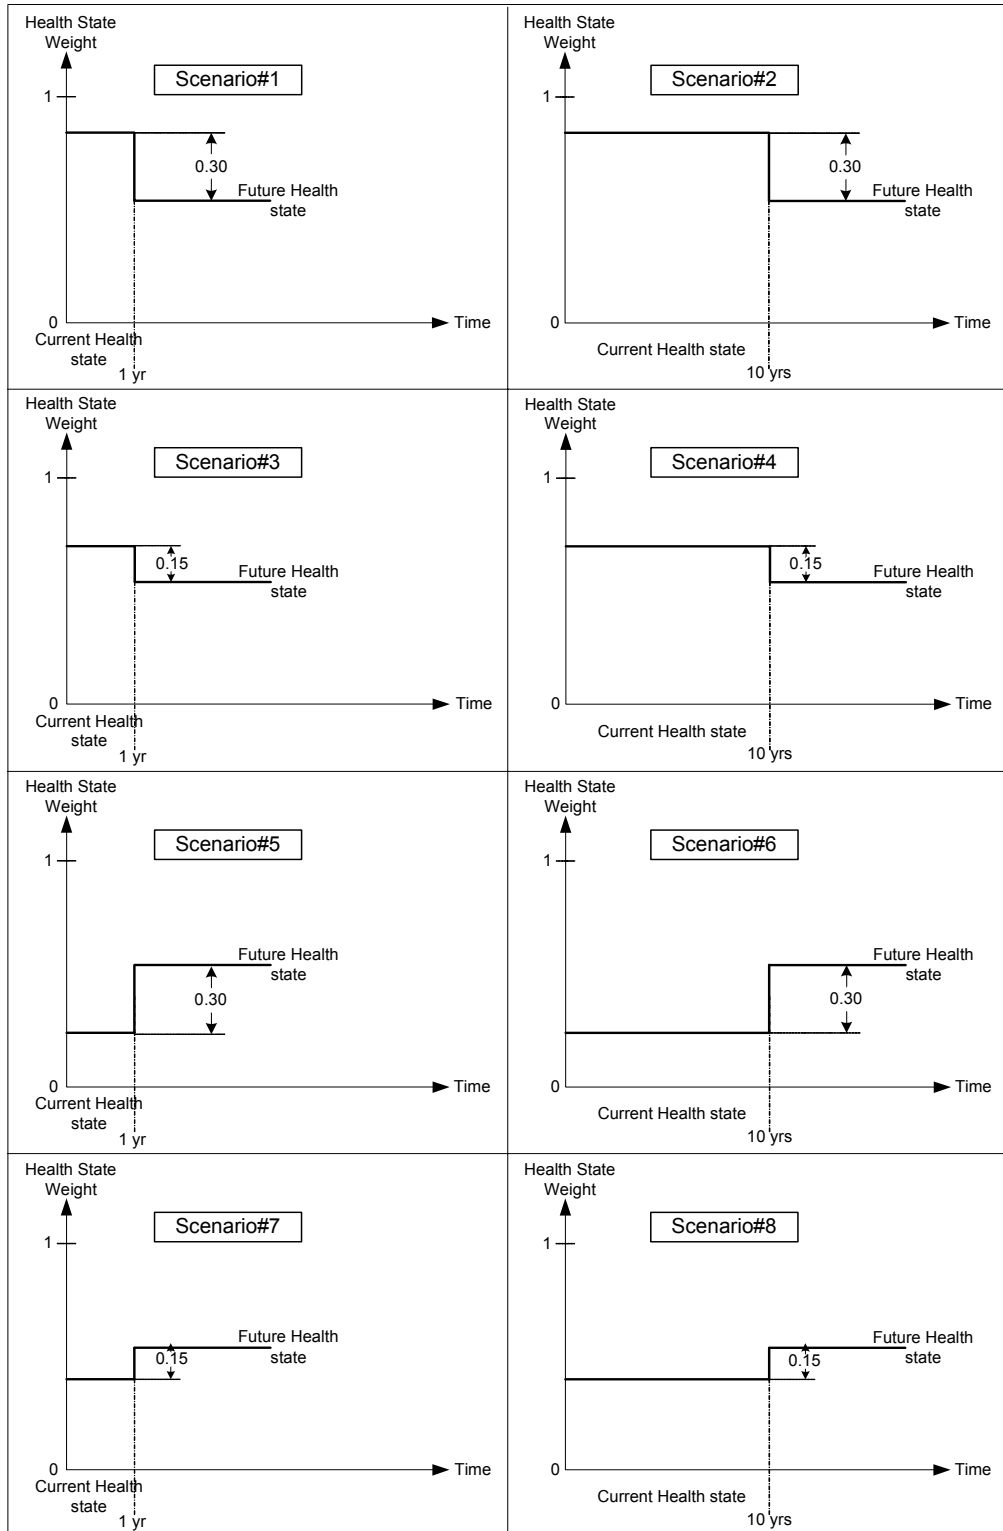 Health State
Weight
Scenario#1
1
0.30
Future Health
state
0
Time
Current Health
state
1 yr
Health State
Weight
Scenario#2
1
0.30
Future Health
state
0
Time
Current Health state
10 yrs
Health State
Weight
Scenario#3
1
0.15
Future Health
state
0
Time
Current Health
state
1 yr
Health State
Weight
Scenario#4
1
0.15
Future Health
state
0
Time
Current Health state
10 yrs
Health State
Weight
Scenario#5
1
Future Health
state
0.30
0
Time
Current Health
state
1 yr
Health State
Weight
Scenario#6
1
Future Health
state
0.30
0
Time
Current Health state
10 yrs
Health State
Weight
Scenario#7
1
Future Health
state
0.15
0
Time
Current Health
state
1 yr
Health State
Weight
Scenario#8
1
Future Health
state
0.15
0
Time
Current Health state
10 yrs